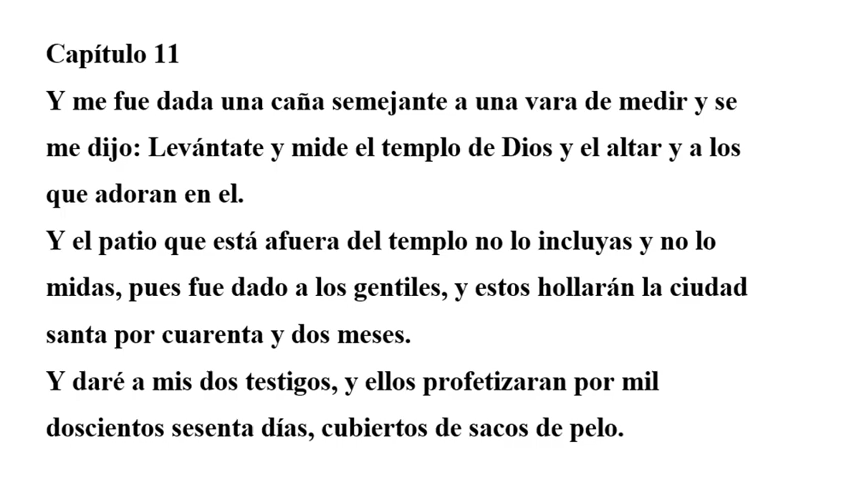 Capítulo 11
Y me fue dada una caña semejante a una vara de medir y se
me dijo: Levántate y mide el templo de Dios y el altar y a los
que adoran en el.
Y el patio que está afuera del templo no lo incluyas y no lo
midas, pues fue dado a los gentiles, y estos hollarán la ciudad
santa por cuarenta y dos meses.
Y daré a mis dos testigos, y ellos profetizaran por mil
doscientos sesenta días, cubiertos de sacos de pelo.